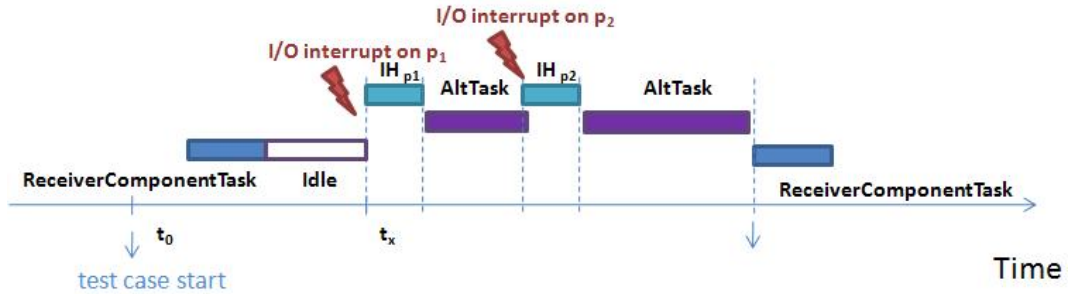 I/O interrupt on p2
I/O interrupt on p1
IH p1
IH p2
AltTask
AltTask
ReceiverComponentTask
Idle
ReceiverComponentTask
t0
tx
Time
test case start